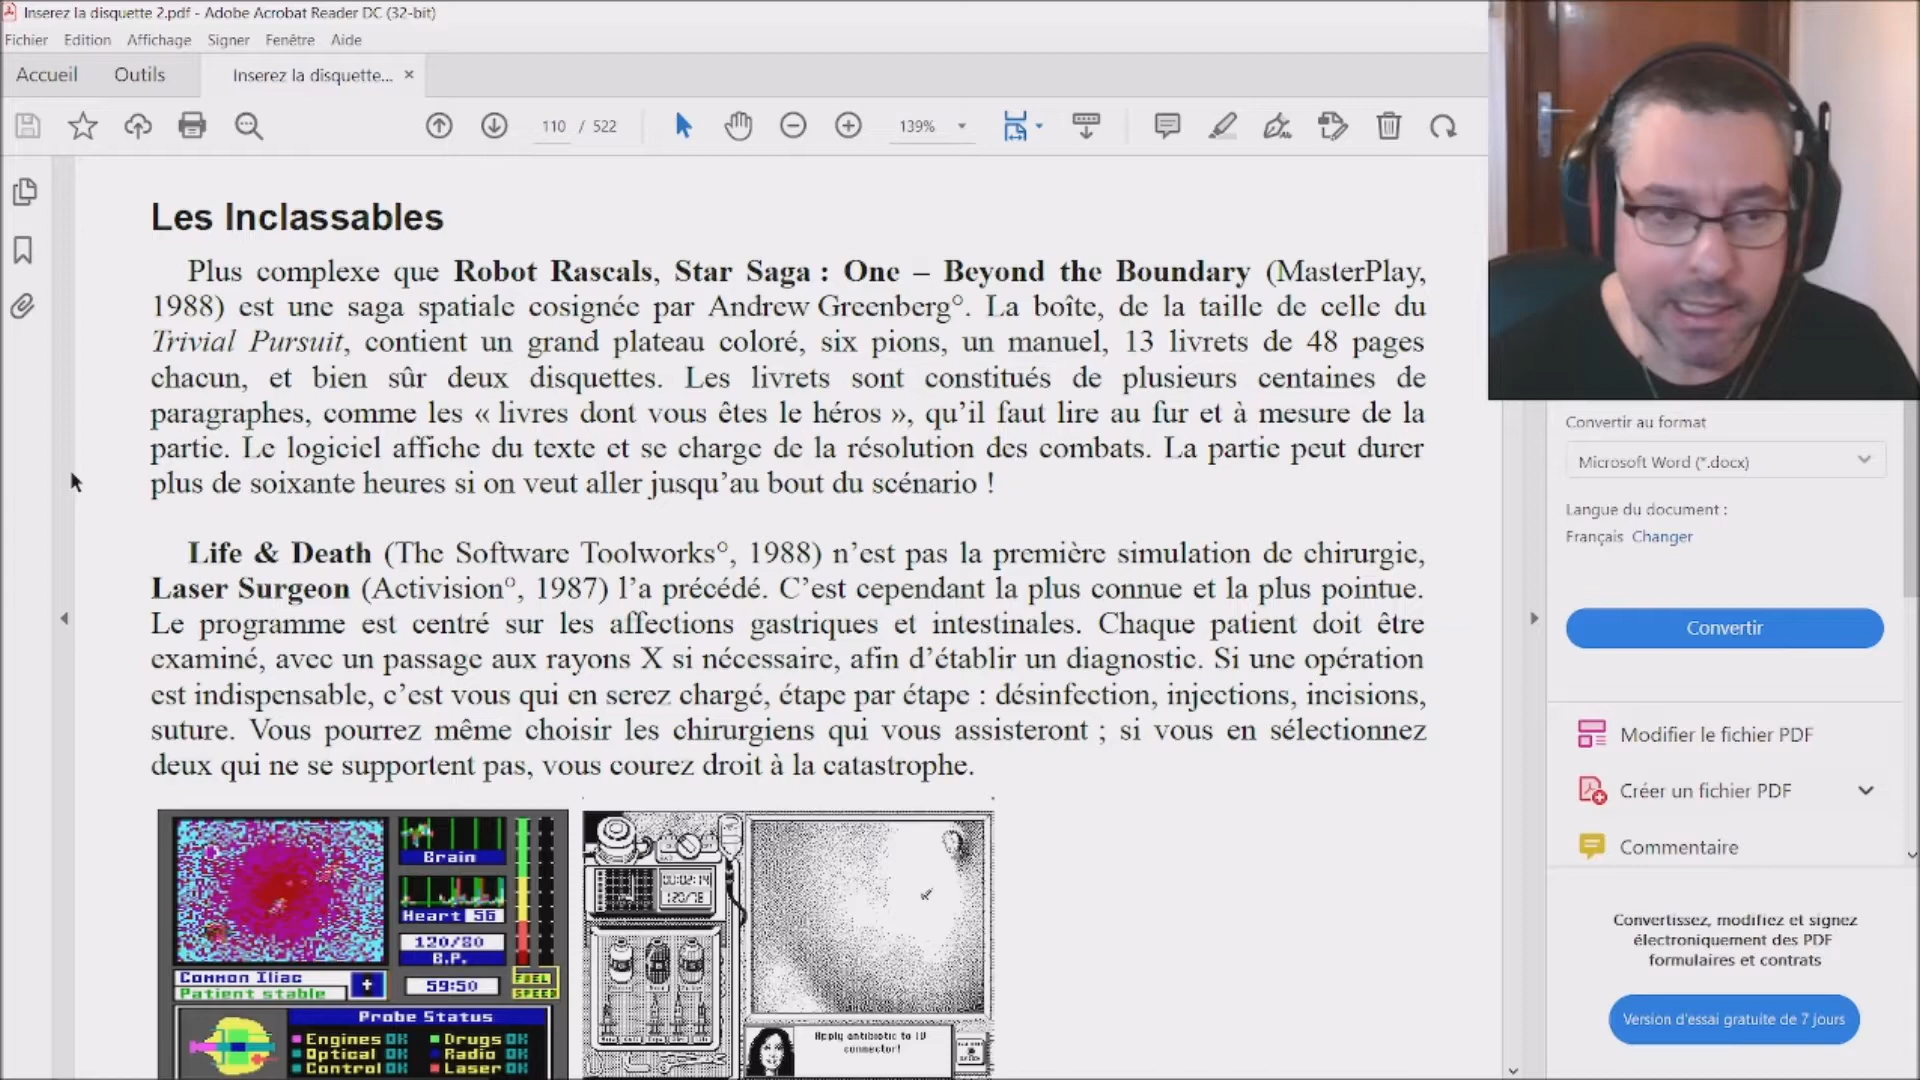 Inserez la disquette 2.pdf - Adobe Acrobat Reader DC (32-bit)
Fichier Edition Affichage Signer Fenêtre Aide
Accueil Outils Inserez la disquette... ×
110 / 522 139%
Les Inclassables
Plus complexe que Robot Rascals, Star Saga : One – Beyond the Boundary (MasterPlay,
1988) est une saga spatiale cosignée par Andrew Greenberg°. La boîte, de la taille de celle du
Trivial Pursuit, contient un grand plateau coloré, six pions, un manuel, 13 livrets de 48 pages
chacun, et bien sûr deux disquettes. Les livrets sont constitués de plusieurs centaines de
paragraphes, comme les « livres dont vous êtes le héros », qu’il faut lire au fur et à mesure de la
partie. Le logiciel affiche du texte et se charge de la résolution des combats. La partie peut durer
plus de soixante heures si on veut aller jusqu’au bout du scénario !
Life & Death (The Software Toolworks°, 1988) n’est pas la première simulation de chirurgie,
Laser Surgeon (Activision°, 1987) l’a précédé. C’est cependant la plus connue et la plus pointue.
Le programme est centré sur les affections gastriques et intestinales. Chaque patient doit être
examiné, avec un passage aux rayons X si nécessaire, afin d’établir un diagnostic. Si une opération
est indispensable, c’est vous qui en serez chargé, étape par étape : désinfection, injections, incisions,
suture. Vous pourrez même choisir les chirurgiens qui vous assisteront ; si vous en sélectionnez
deux qui ne se supportent pas, vous courez droit à la catastrophe.
Brain
Heart 56
120/80
B.P.
59:50
FUEL
SPEED
Common Iliac
Patient stable
Probe Status
Engines OK Drugs OK
Optical OK Radio OK
Control OK Laser OK
00:02:14
120/78
Apply antibiotic to IV
connector!
Convertir au format
Microsoft Word (*.docx)
Langue du document :
Français Changer
Convertir
Modifier le fichier PDF
Créer un fichier PDF
Commentaire
Convertissez, modifiez et signez
électroniquement des PDF
formulaires et contrats
Version d'essai gratuite de 7 jours